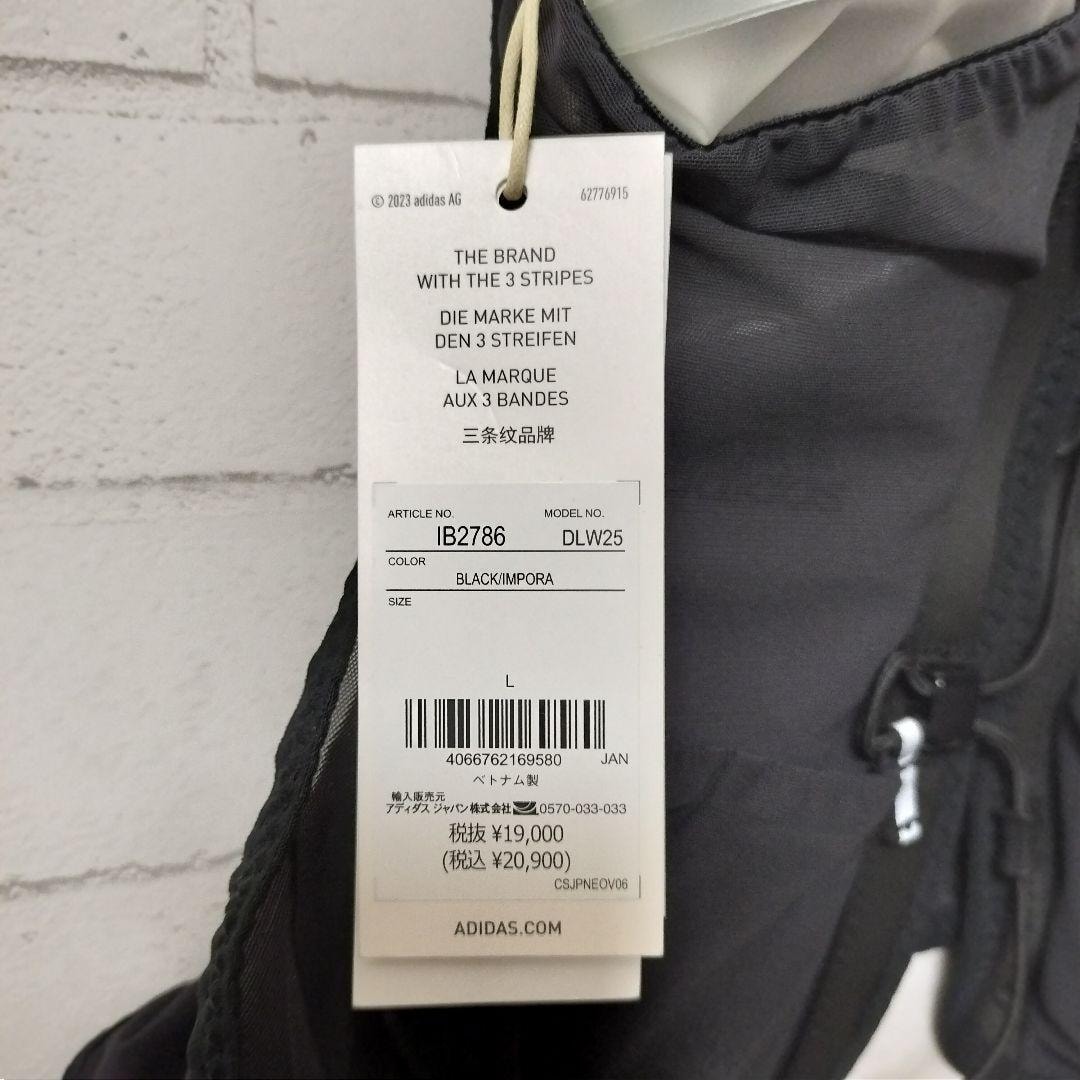 © 2023 adidas AG
62776915
THE BRAND
WITH THE 3 STRIPES
DIE MARKE MIT
DEN 3 STREIFEN
LA MARQUE
AUX 3 BANDES
三条纹品牌
ARTICLE NO. MODEL NO.
IB2786 DLW25
COLOR
BLACK/IMPORA
SIZE
L
4066762169580 JAN
ベトナム製
輸入販売元
アディダス ジャパン株式会社 0570-033-033
税抜 ¥19,000
(税込 ¥20,900)
CSJPNEOV06
ADIDAS.COM